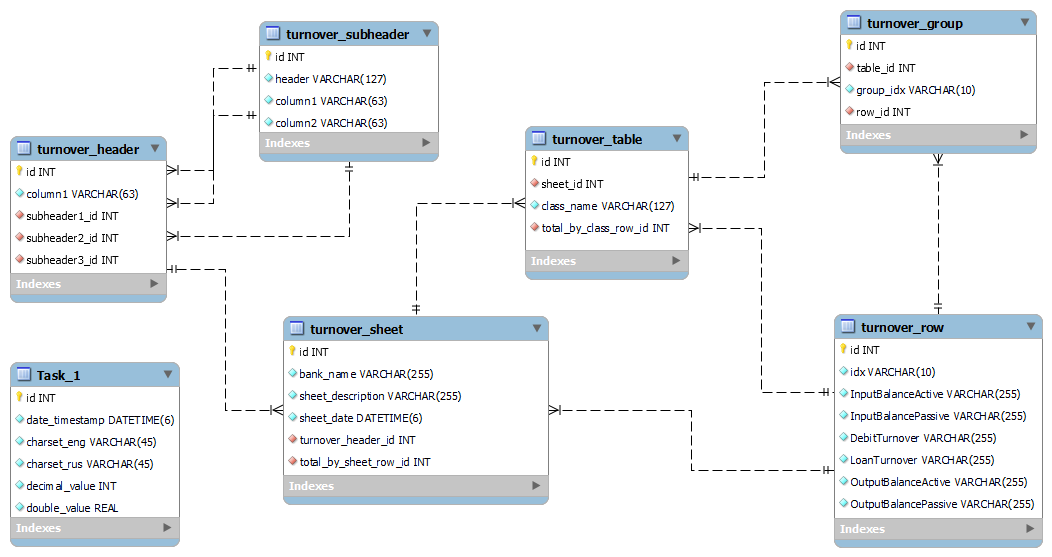 turnover_subheader
id INT
header VARCHAR(127)
column1 VARCHAR(63)
column2 VARCHAR(63)
Indexes
turnover_group
id INT
table_id INT
group_idx VARCHAR(10)
row_id INT
Indexes
turnover_header
id INT
column1 VARCHAR(63)
subheader1_id INT
subheader2_id INT
subheader3_id INT
Indexes
turnover_table
id INT
sheet_id INT
class_name VARCHAR(127)
total_by_class_row_id INT
Indexes
turnover_sheet
id INT
bank_name VARCHAR(255)
sheet_description VARCHAR(255)
sheet_date DATETIME(6)
turnover_header_id INT
total_by_sheet_row_id INT
Indexes
turnover_row
id INT
idx VARCHAR(10)
InputBalanceActive VARCHAR(255)
InputBalancePassive VARCHAR(255)
DebitTurnover VARCHAR(255)
LoanTurnover VARCHAR(255)
OutputBalanceActive VARCHAR(255)
OutputBalancePassive VARCHAR(255)
Indexes
Task_1
id INT
date_timestamp DATETIME(6)
charset_eng VARCHAR(45)
charset_rus VARCHAR(45)
decimal_value INT
double_value REAL
Indexes